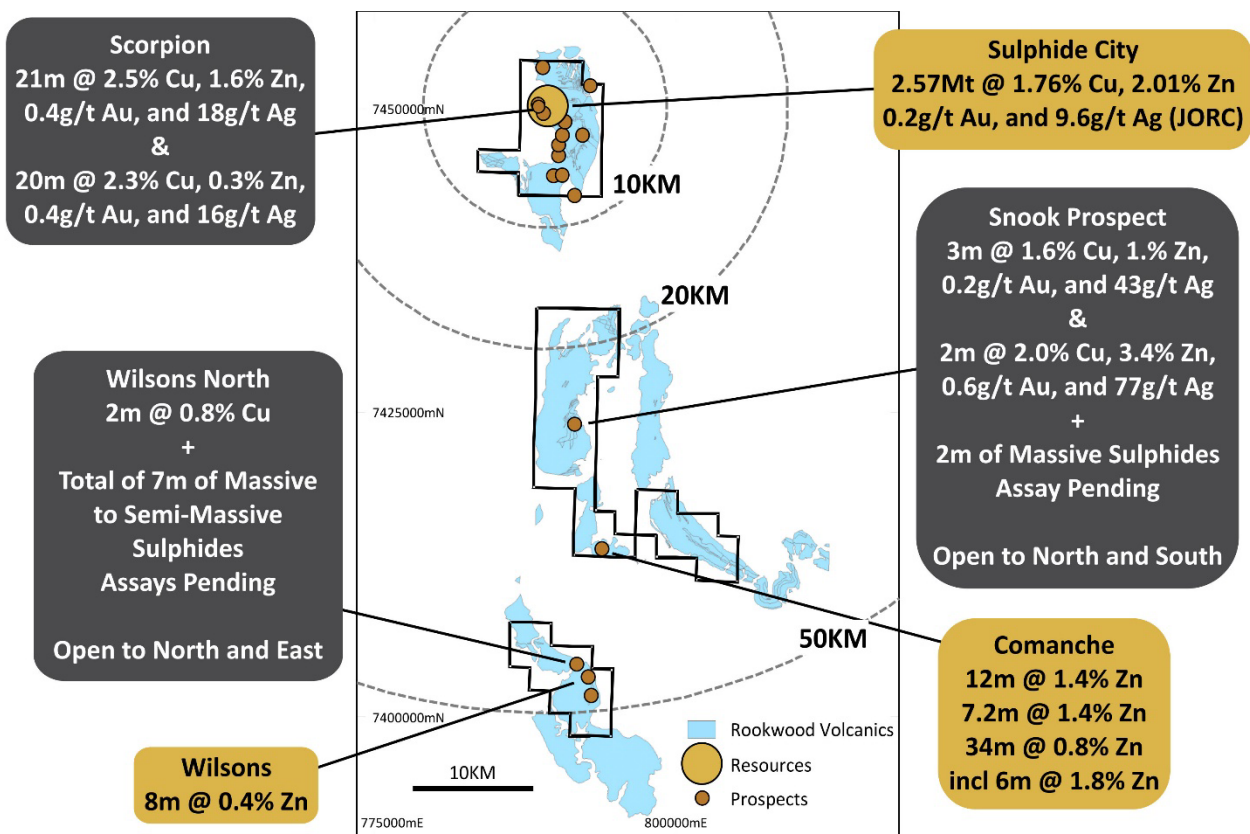 Scorpion
21m @ 2.5% Cu, 1.6% Zn,
0.4g/t Au, and 18g/t Ag
&
20m @ 2.3% Cu, 0.3% Zn,
0.4g/t Au, and 16g/t Ag
Sulphide City
2.57Mt @ 1.76% Cu, 2.01% Zn
0.2g/t Au, and 9.6g/t Ag (JORC)
7450000mN
10KM
Snook Prospect
3m @ 1.6% Cu, 1.% Zn,
0.2g/t Au, and 43g/t Ag
&
2m @ 2.0% Cu, 3.4% Zn,
0.6g/t Au, and 77g/t Ag
+
2m of Massive Sulphides
Assay Pending
Open to North and South
20KM
Wilsons North
2m @ 0.8% Cu
+
Total of 7m of Massive
to Semi-Massive
Sulphides
Assays Pending
Open to North and East
7425000mN
50KM
Comanche
12m @ 1.4% Zn
7.2m @ 1.4% Zn
34m @ 0.8% Zn
incl 6m @ 1.8% Zn
7400000mN
Wilsons
8m @ 0.4% Zn
Rookwood Volcanics
Resources
Prospects
10KM
775000mE
800000mE